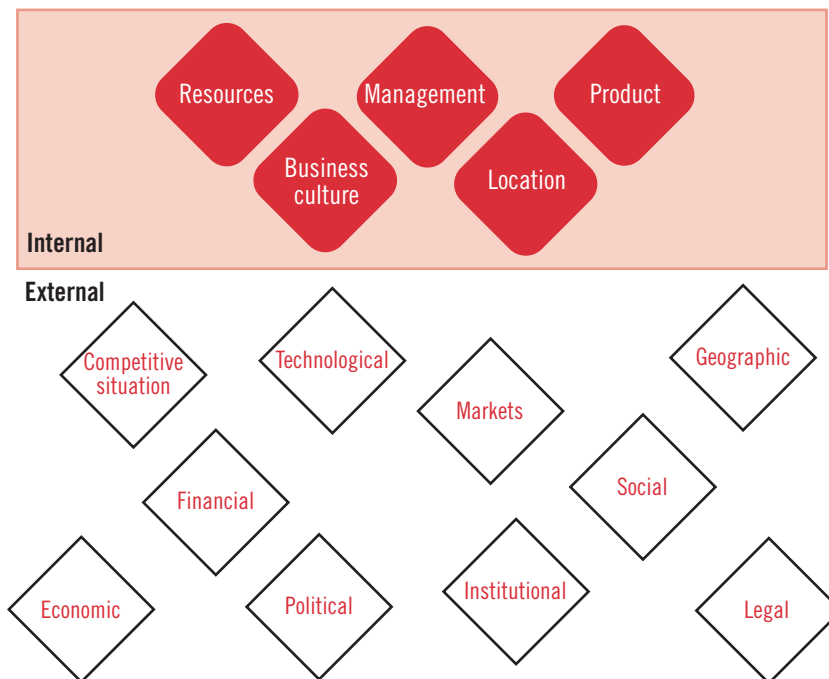 Resources
Management
Product
Business
culture
Location
Internal
External
Competitive
situation
Technological
Geographic
Markets
Financial
Social
Economic
Political
Institutional
Legal